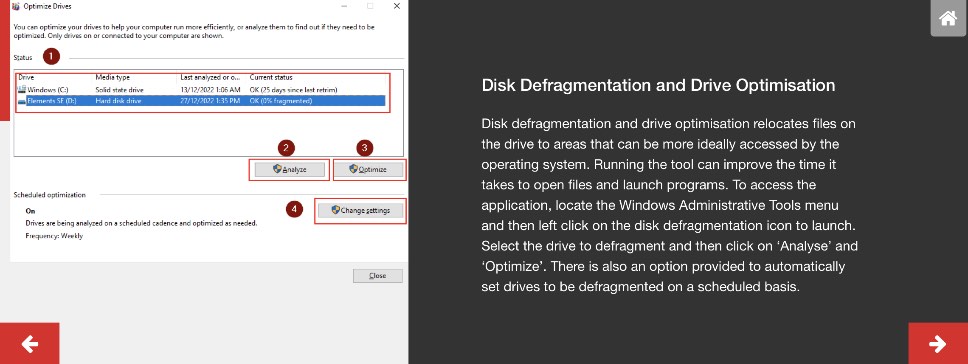 Optimize Drives
You can optimize your drives to help your computer run more efficiently, or analyze them to find out if they need to be
optimized. Only drives on or connected to your computer are shown.
Status
1
Drive Media type Last analyzed or o... Current status
Windows (C:) Solid state drive 13/12/2022 1:06 AM OK (25 days since last retrim)
Elements SE (D:) Hard disk drive 27/12/2022 1:35 PM OK (0% fragmented)
2 3
Analyze Optimize
Scheduled optimization
4
On Change settings
Drives are being analyzed on a scheduled cadence and optimized as needed.
Frequency: Weekly
Close
Disk Defragmentation and Drive Optimisation
Disk defragmentation and drive optimisation relocates files on
the drive to areas that can be more ideally accessed by the
operating system. Running the tool can improve the time it
takes to open files and launch programs. To access the
application, locate the Windows Administrative Tools menu
and then left click on the disk defragmentation icon to launch.
Select the drive to defragment and then click on ‘Analyse’ and
‘Optimize’. There is also an option provided to automatically
set drives to be defragmented on a scheduled basis.